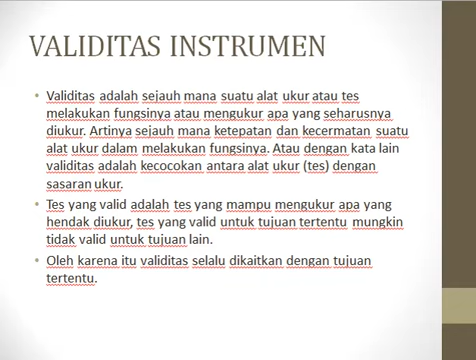 VALIDITAS INSTRUMEN
• Validitas adalah sejauh mana suatu alat ukur atau tes
melakukan fungsinya atau mengukur apa yang seharusnya
diukur. Artinya sejauh mana ketepatan dan kecermatan suatu
alat ukur dalam melakukan fungsinya. Atau dengan kata lain
validitas adalah kecocokan antara alat ukur (tes) dengan
sasaran ukur.
• Tes yang valid adalah tes yang mampu mengukur apa yang
hendak diukur, tes yang valid untuk tujuan tertentu mungkin
tidak valid untuk tujuan lain.
• Oleh karena itu validitas selalu dikaitkan dengan tujuan
tertentu.